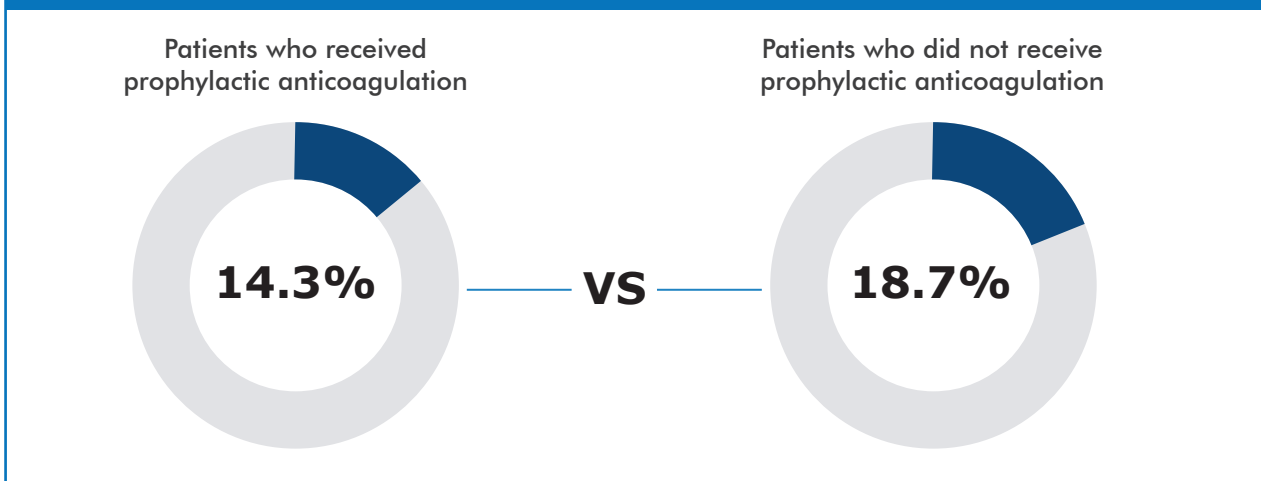 Patients who received
prophylactic anticoagulation
14.3%
VS
Patients who did not receive
prophylactic anticoagulation
18.7%